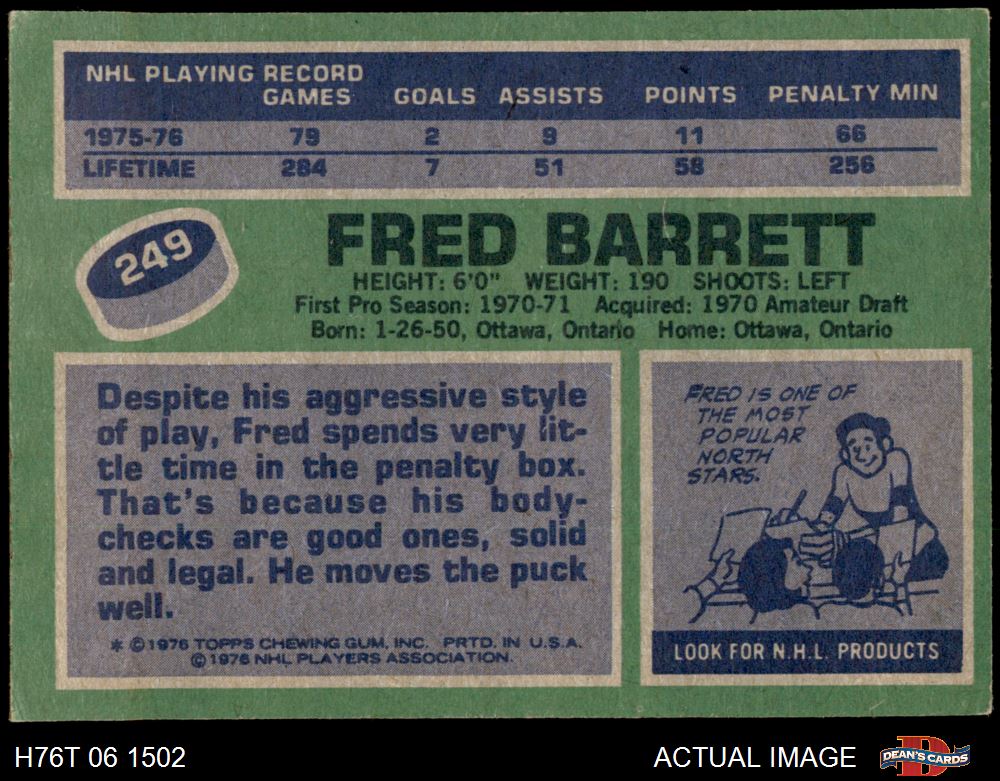 NHL PLAYING RECORD
GAMES GOALS ASSISTS POINTS PENALTY MIN
1975-76 79 2 9 11 66
LIFETIME 284 7 51 58 256
249
FRED BARRETT
HEIGHT: 6'0" WEIGHT: 190 SHOOTS: LEFT
First Pro Season: 1970-71 Acquired: 1970 Amateur Draft
Born: 1-26-50, Ottawa, Ontario Home: Ottawa, Ontario
Despite his aggressive style
of play, Fred spends very lit-
tle time in the penalty box.
That's because his body-
checks are good ones, solid
and legal. He moves the puck
well.
* ©1976 TOPPS CHEWING GUM, INC. PRTD. IN U.S.A.
©1976 NHL PLAYERS ASSOCIATION.
FRED IS ONE OF
THE MOST
POPULAR
NORTH
STARS.
LOOK FOR N.H.L. PRODUCTS
H76T 06 1502
ACTUAL IMAGE
D
DEAN'S CARDS